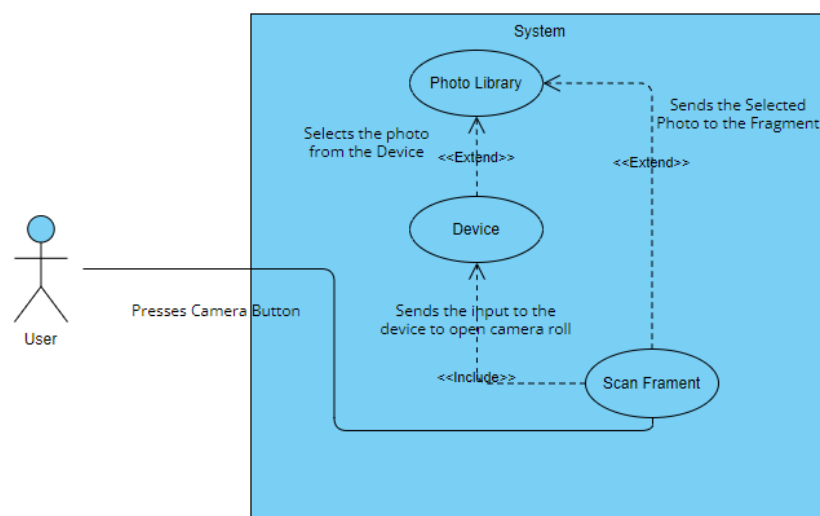 System
Photo Library
Sends the Selected
Photo to the Fragment
Selects the photo
from the Device
<<Extend>>
<<Extend>>
Device
Presses Camera Button
Sends the input to the
device to open camera roll
User
<<Include>>
Scan Frament